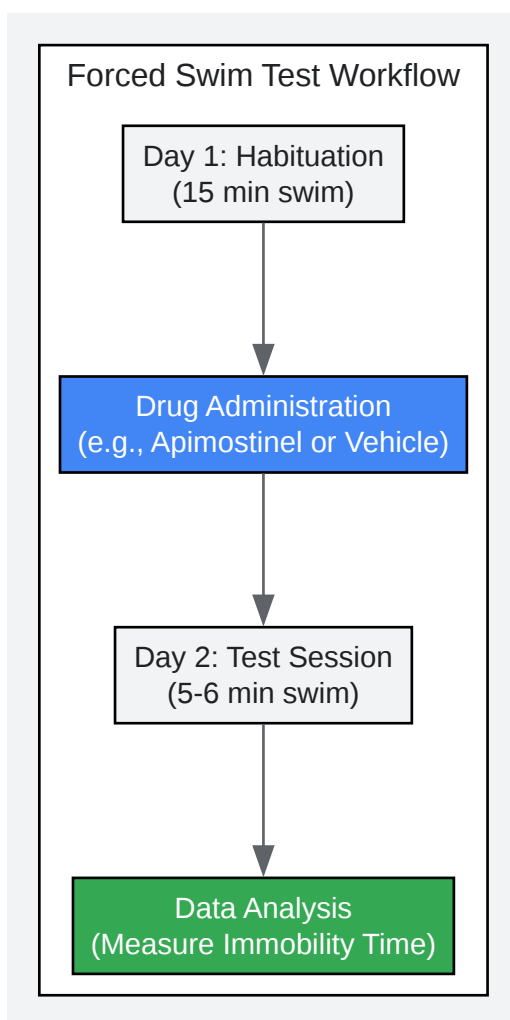 Forced Swim Test Workflow
Day 1: Habituation
(15 min swim)
Drug Administration
(e.g., Apimostinel or Vehicle)
Day 2: Test Session
(5-6 min swim)
Data Analysis
(Measure Immobility Time)